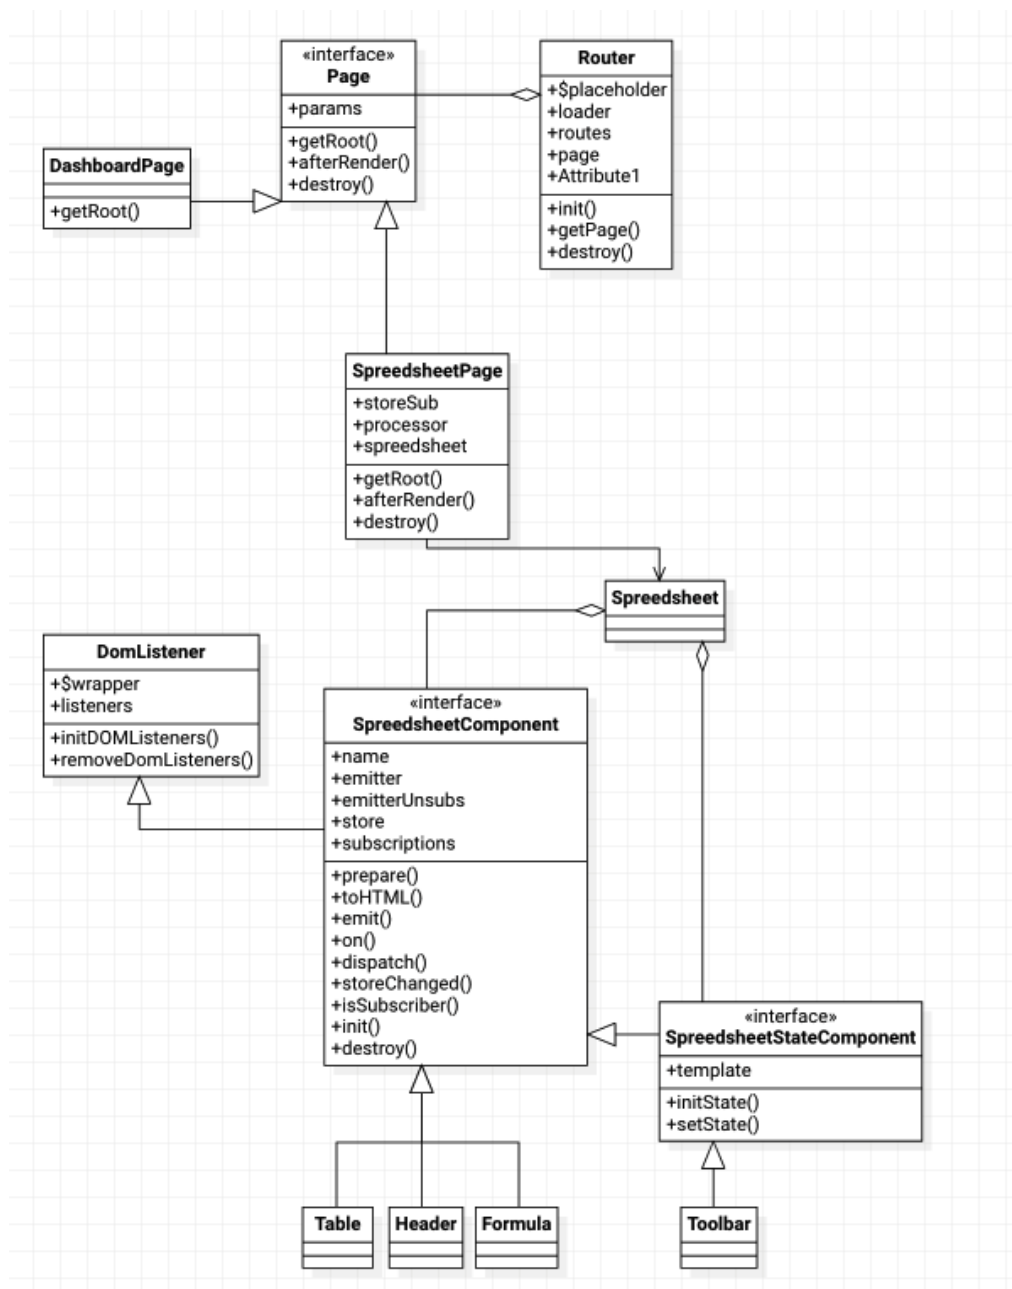 «interface»
Page
+params
+getRoot()
+afterRender()
+destroy()
Router
+$placeholder
+loader
+routes
+page
+Attribute1
+init()
+getPage()
+destroy()
DashboardPage
+getRoot()
SpreedsheetPage
+storeSub
+processor
+spreedsheet
+getRoot()
+afterRender()
+destroy()
Spreedsheet
DomListener
+$wrapper
+listeners
+initDOMListeners()
+removeDomListeners()
«interface»
SpreedsheetComponent
+name
+emitter
+emitterUnsubs
+store
+subscriptions
+prepare()
+toHTML()
+emit()
+on()
+dispatch()
+storeChanged()
+isSubscriber()
+init()
+destroy()
«interface»
SpreedsheetStateComponent
+template
+initState()
+setState()
Table
Header
Formula
Toolbar